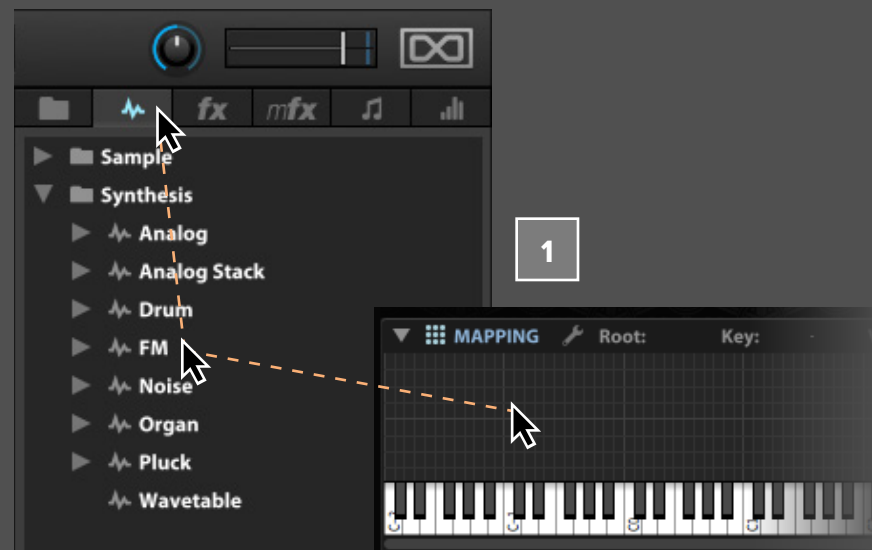 fx
mfx
Sample
Synthesis
Analog
Analog Stack
Drum
FM
Noise
Organ
Pluck
Wavetable
1
MAPPING Root: Key: -